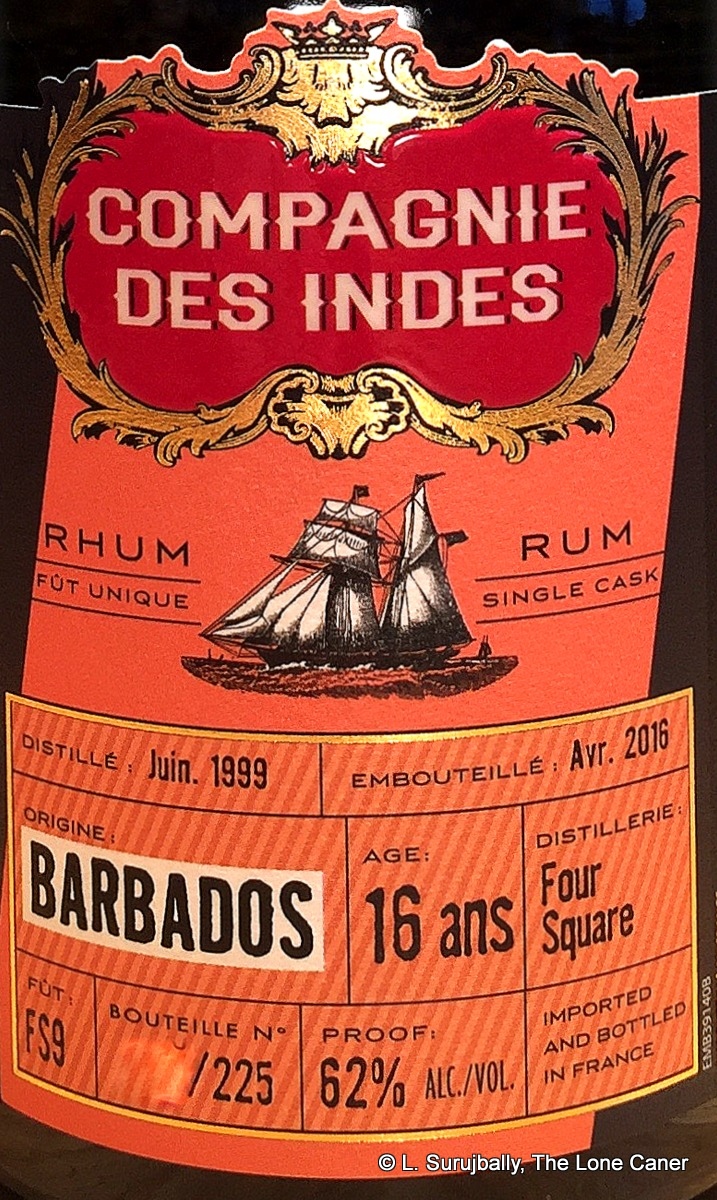 COMPAGNIE
DES INDES
RHUM
FÛT UNIQUE
RUM
SINGLE CASK
DISTILLÉ : Juin. 1999
EMBOUTEILLÉ : Avr. 2016
ORIGINE :
BARBADOS
AGE:
16 ans
DISTILLERIE :
Four
Square
FÛT:
FS9
BOUTEILLE N°
/225
PROOF:
62% ALC./VOL.
IMPORTED
AND BOTTLED
IN FRANCE
EMB39140B
© L. Surujbally, The Lone Caner